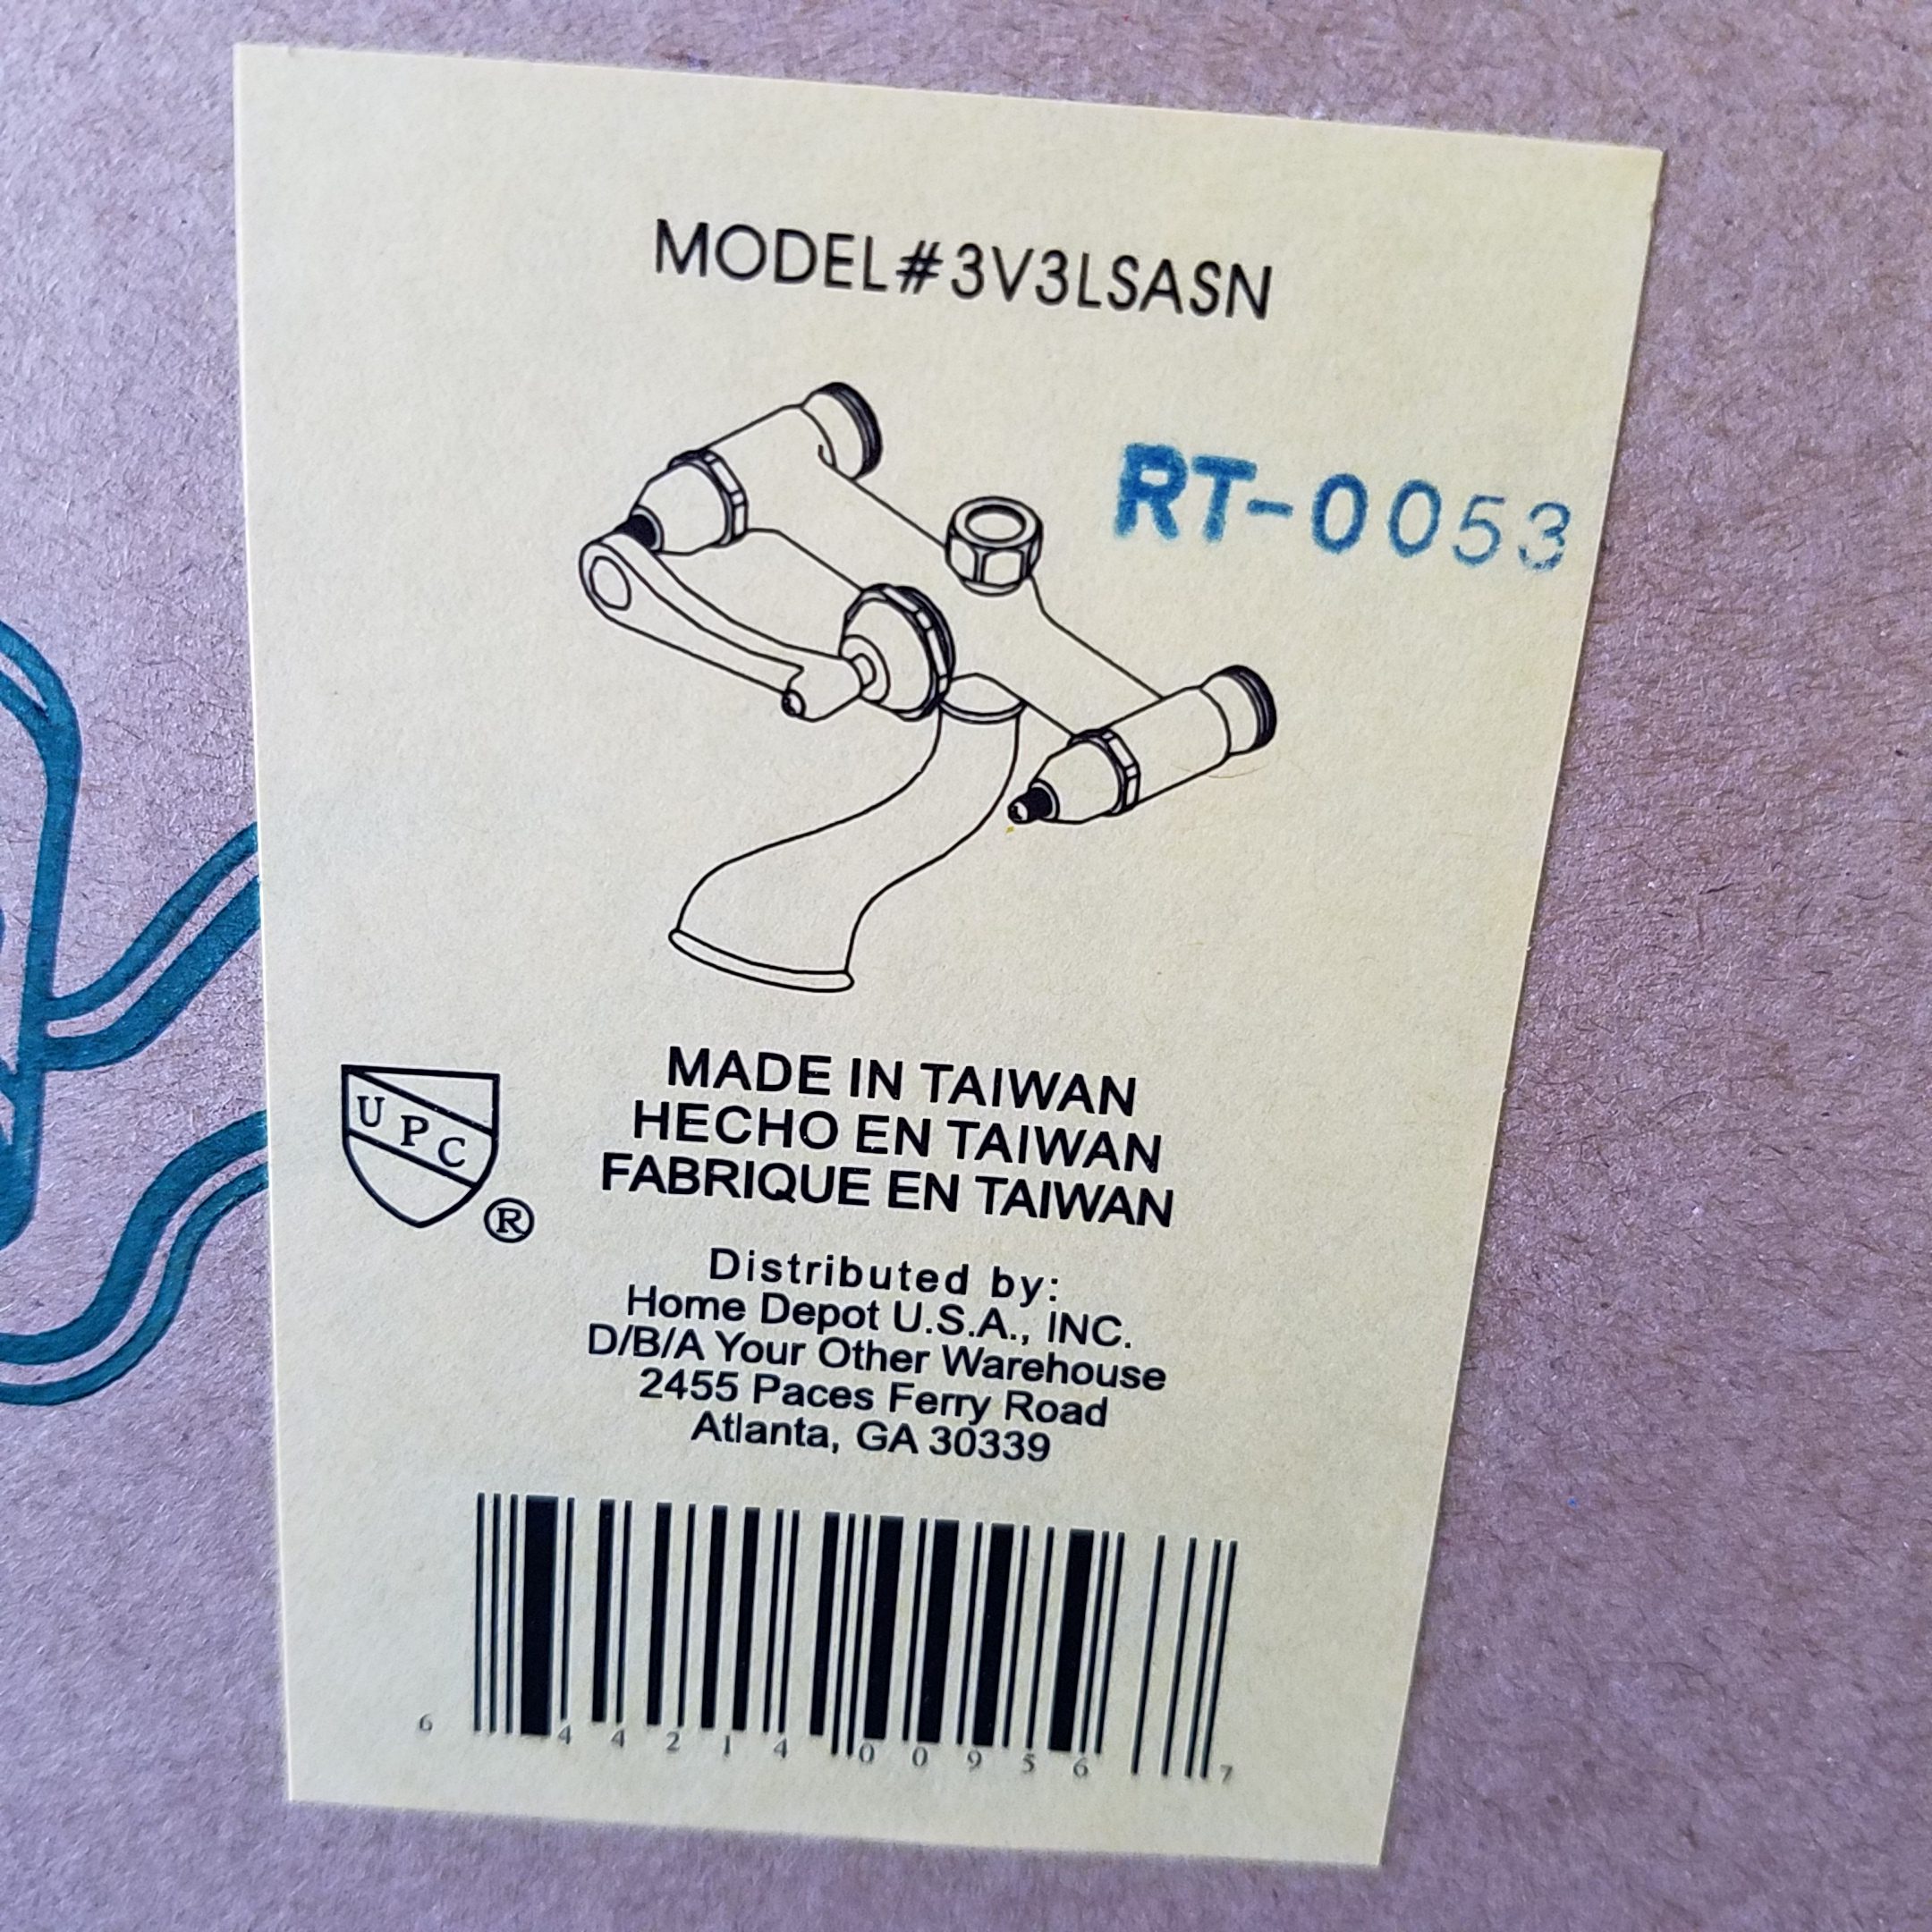 MODEL#3V3LSASN
RT-0053
UPC
®
MADE IN TAIWAN
HECHO EN TAIWAN
FABRIQUE EN TAIWAN
Distributed by:
Home Depot U.S.A., INC.
D/B/A Your Other Warehouse
2455 Paces Ferry Road
Atlanta, GA 30339
6 44214 00956 7